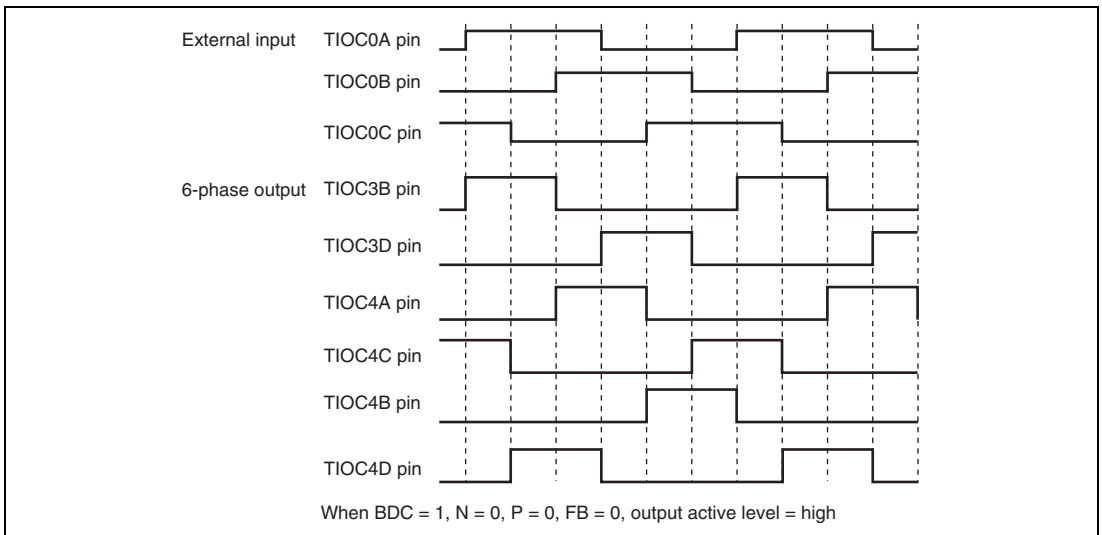 External input TIOC0A pin
TIOC0B pin
TIOC0C pin
6-phase output TIOC3B pin
TIOC3D pin
TIOC4A pin
TIOC4C pin
TIOC4B pin
TIOC4D pin
When BDC = 1, N = 0, P = 0, FB = 0, output active level = high